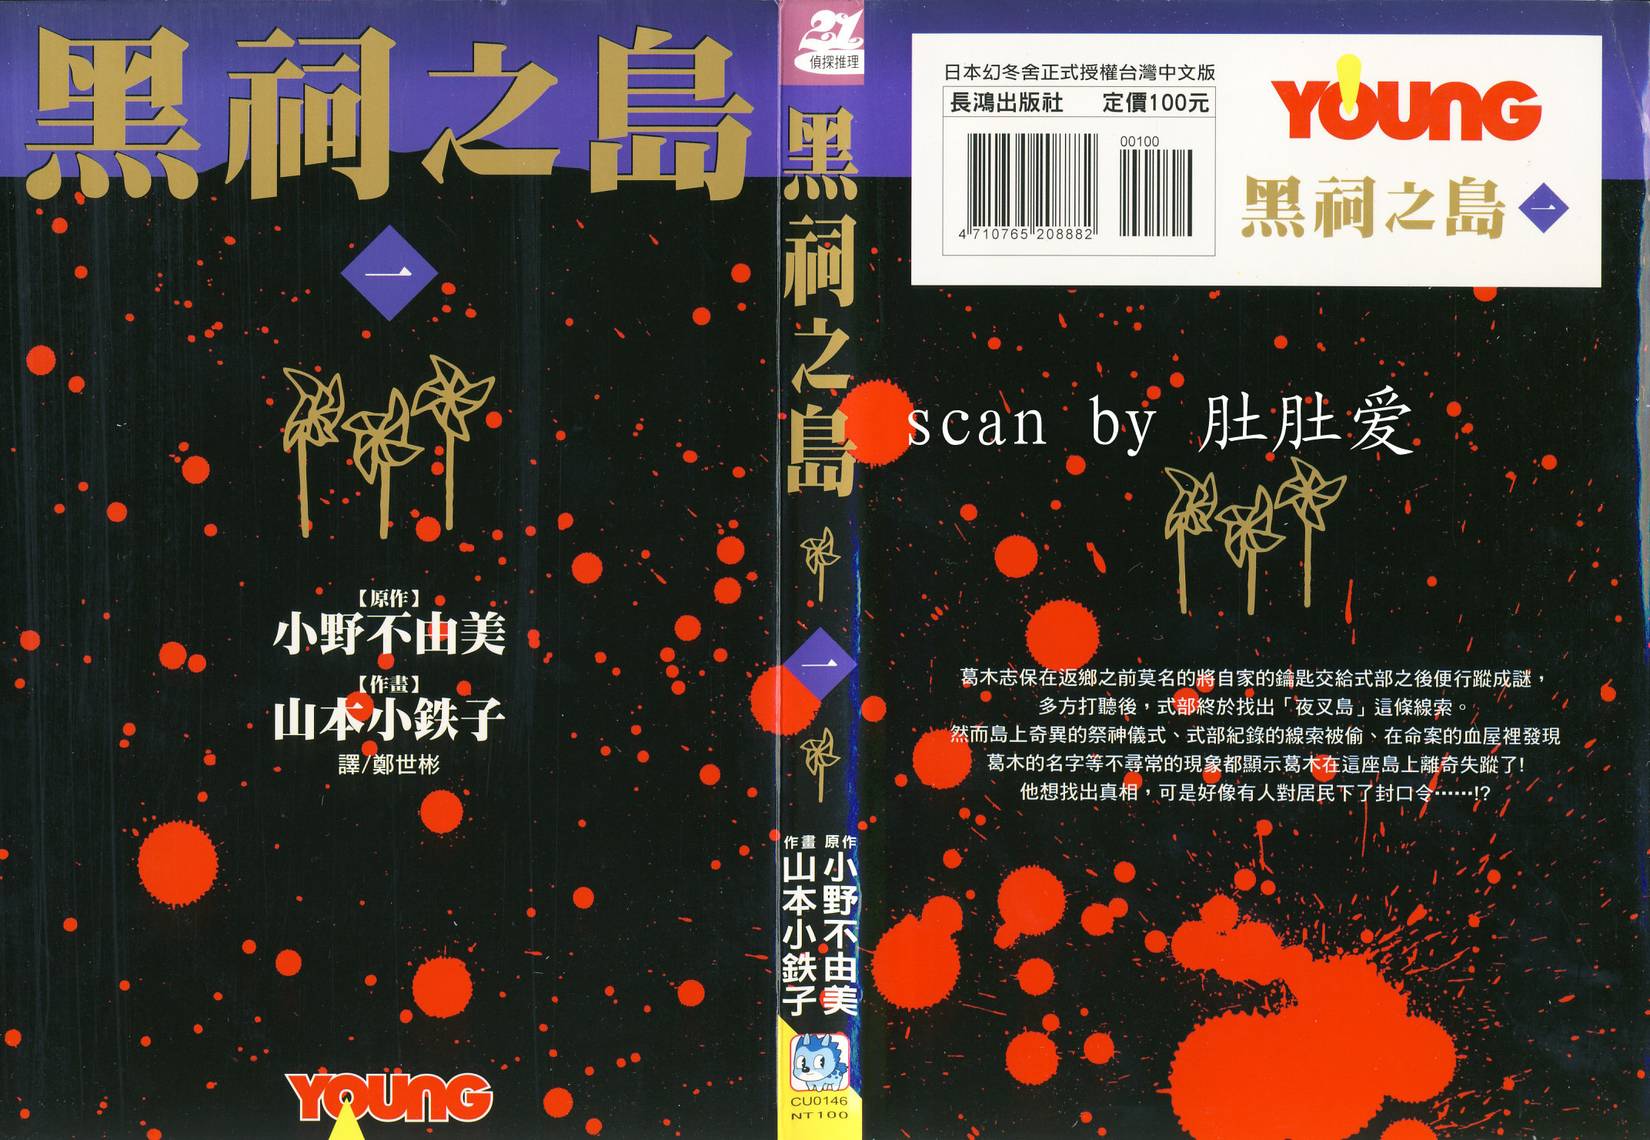 黑祠之島
一
【原作】
小野不由美
【作畫】
山本小鉄子
譯/鄭世彬
YOUNG
21
偵探推理
黑祠之島
一
原作
小野不由美
作畫
山本小鉄子
CU0146
NT100
日本幻冬舍正式授權台灣中文版
長鴻出版社 定價100元
00100
4 710765 208882
YOUNG
黑祠之島 一
scan by 肚肚爱
葛木志保在返鄉之前莫名的將自家的鑰匙交給式部之後便行蹤成謎，
多方打聽後，式部終於找出「夜叉島」這條線索。
然而島上奇異的祭神儀式、式部紀錄的線索被偷、在命案的血屋裡發現
葛木的名字等不尋常的現象都顯示葛木在這座島上離奇失蹤了!
他想找出真相，可是好像有人對居民下了封口令……!?